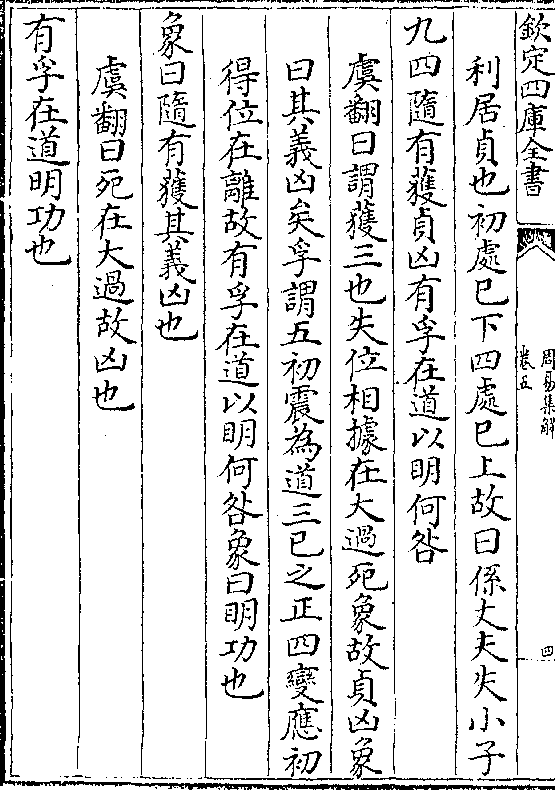 欽定四庫全書
周易集解
卷五
四
利居貞也初處已下四處已上故曰係丈夫失小子
九四隨有獲貞凶有孚在道以明何咎
虞翻曰謂獲三也失位相據在大過死象故貞凶象
曰其義凶矣孚謂五初震為道三已之正四變應初
得位在離故有孚在道以明何咎象曰明功也
象曰隨有獲其義凶也
虞翻曰死在大過故凶也
有孚在道明功也